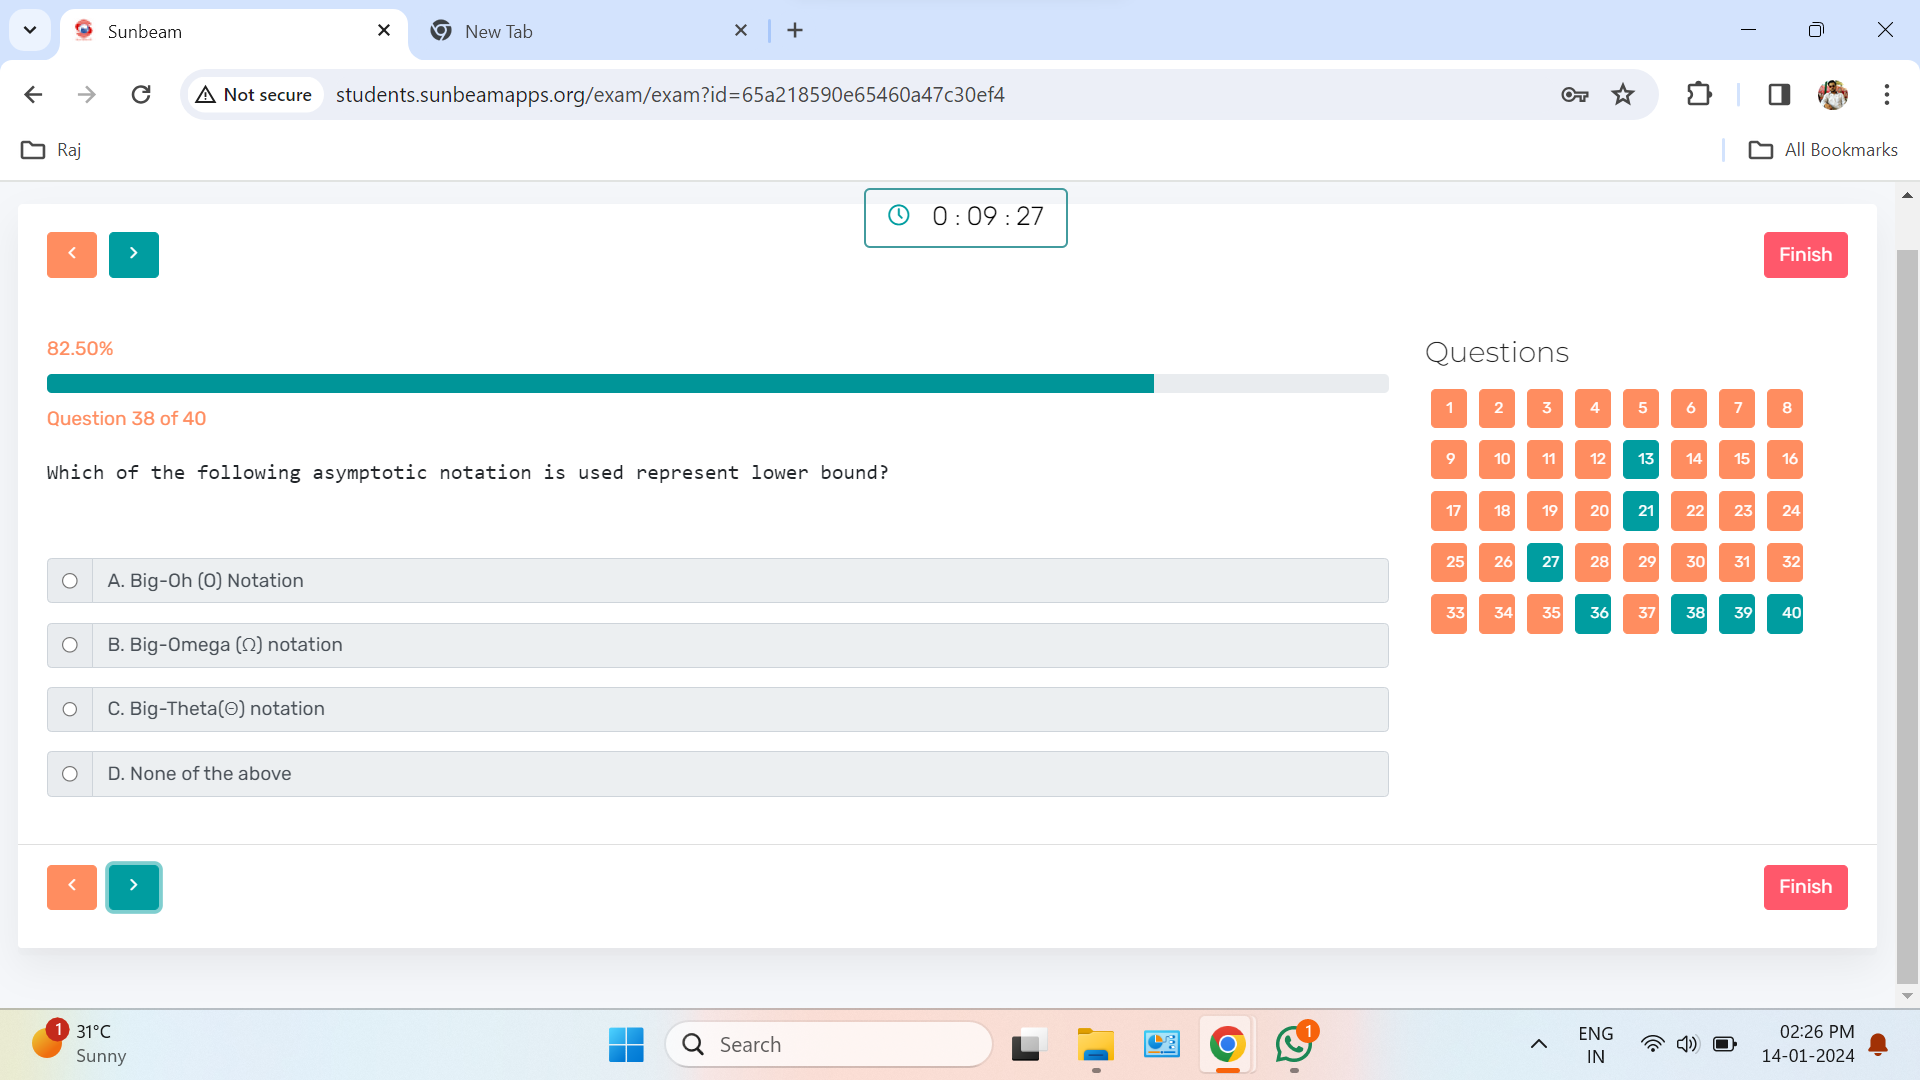 Sunbeam
New Tab
Not secure
students.sunbeamapps.org/exam/exam?id=65a218590e65460a47c30ef4
Raj
All Bookmarks
0 : 09 : 27
Finish
82.50%
Question 38 of 40
Which of the following asymptotic notation is used represent lower bound?
A. Big-Oh (O) Notation
B. Big-Omega (Ω) notation
C. Big-Theta(Θ) notation
D. None of the above
Questions
1 2 3 4 5 6 7 8
9 10 11 12 13 14 15 16
17 18 19 20 21 22 23 24
25 26 27 28 29 30 31 32
33 34 35 36 37 38 39 40
Finish
1
31°C
Sunny
Search
1
ENG
IN
02:26 PM
14-01-2024